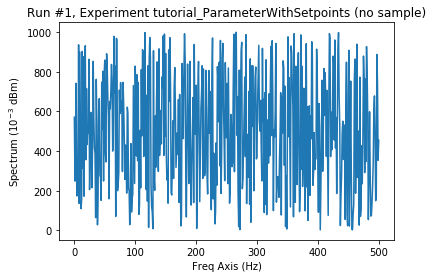 Run #1, Experiment tutorial_ParameterWithSetpoints (no sample)
1000
800
600
400
200
0
Spectrum (10⁻³ dBm)
0 100 200 300 400 500
Freq Axis (Hz)